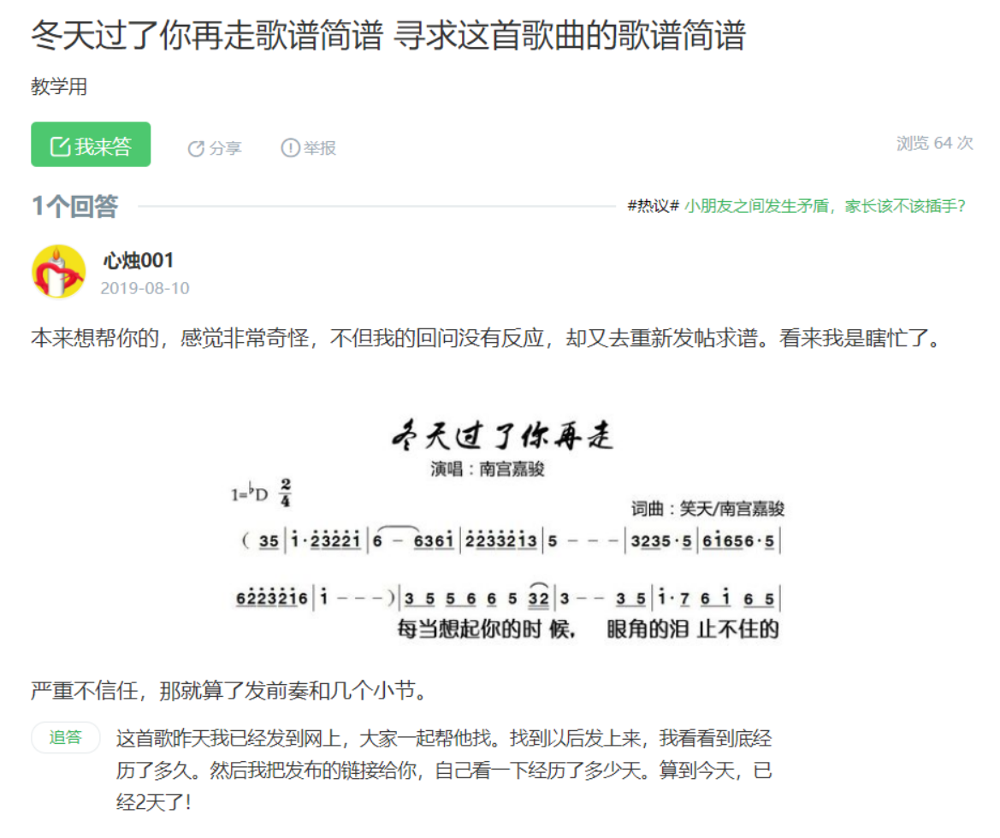 冬天过了你再走歌谱简谱 寻求这首歌曲的歌谱简谱
教学用
我来答
分享
举报
浏览 64 次
1个回答
#热议# 小朋友之间发生矛盾，家长该不该插手？
心烛001
2019-08-10
本来想帮你的，感觉非常奇怪，不但我的回问没有反应，却又去重新发帖求谱。看来我是瞎忙了。
冬天过了你再走
演唱：南宫嘉骏
1=♭D 2/4
词曲：笑天/南宫嘉骏
( 35|i·23221|6 – 636i|22332i3|5 – – –|3235·5|6i656·5|
62232i6|i – – –)|3 5 5 6 6 5 32|3 – – 3 5|i·7 6 i 6 5|
每当想起你的时 候， 眼角的泪 止不住的
严重不信任，那就算了发前奏和几个小节。
追答
这首歌昨天我已经发到网上，大家一起帮他找。找到以后发上来，我看看到底经
历了多久。然后我把发布的链接给你，自己看一下经历了多少天。算到今天，已
经2天了！